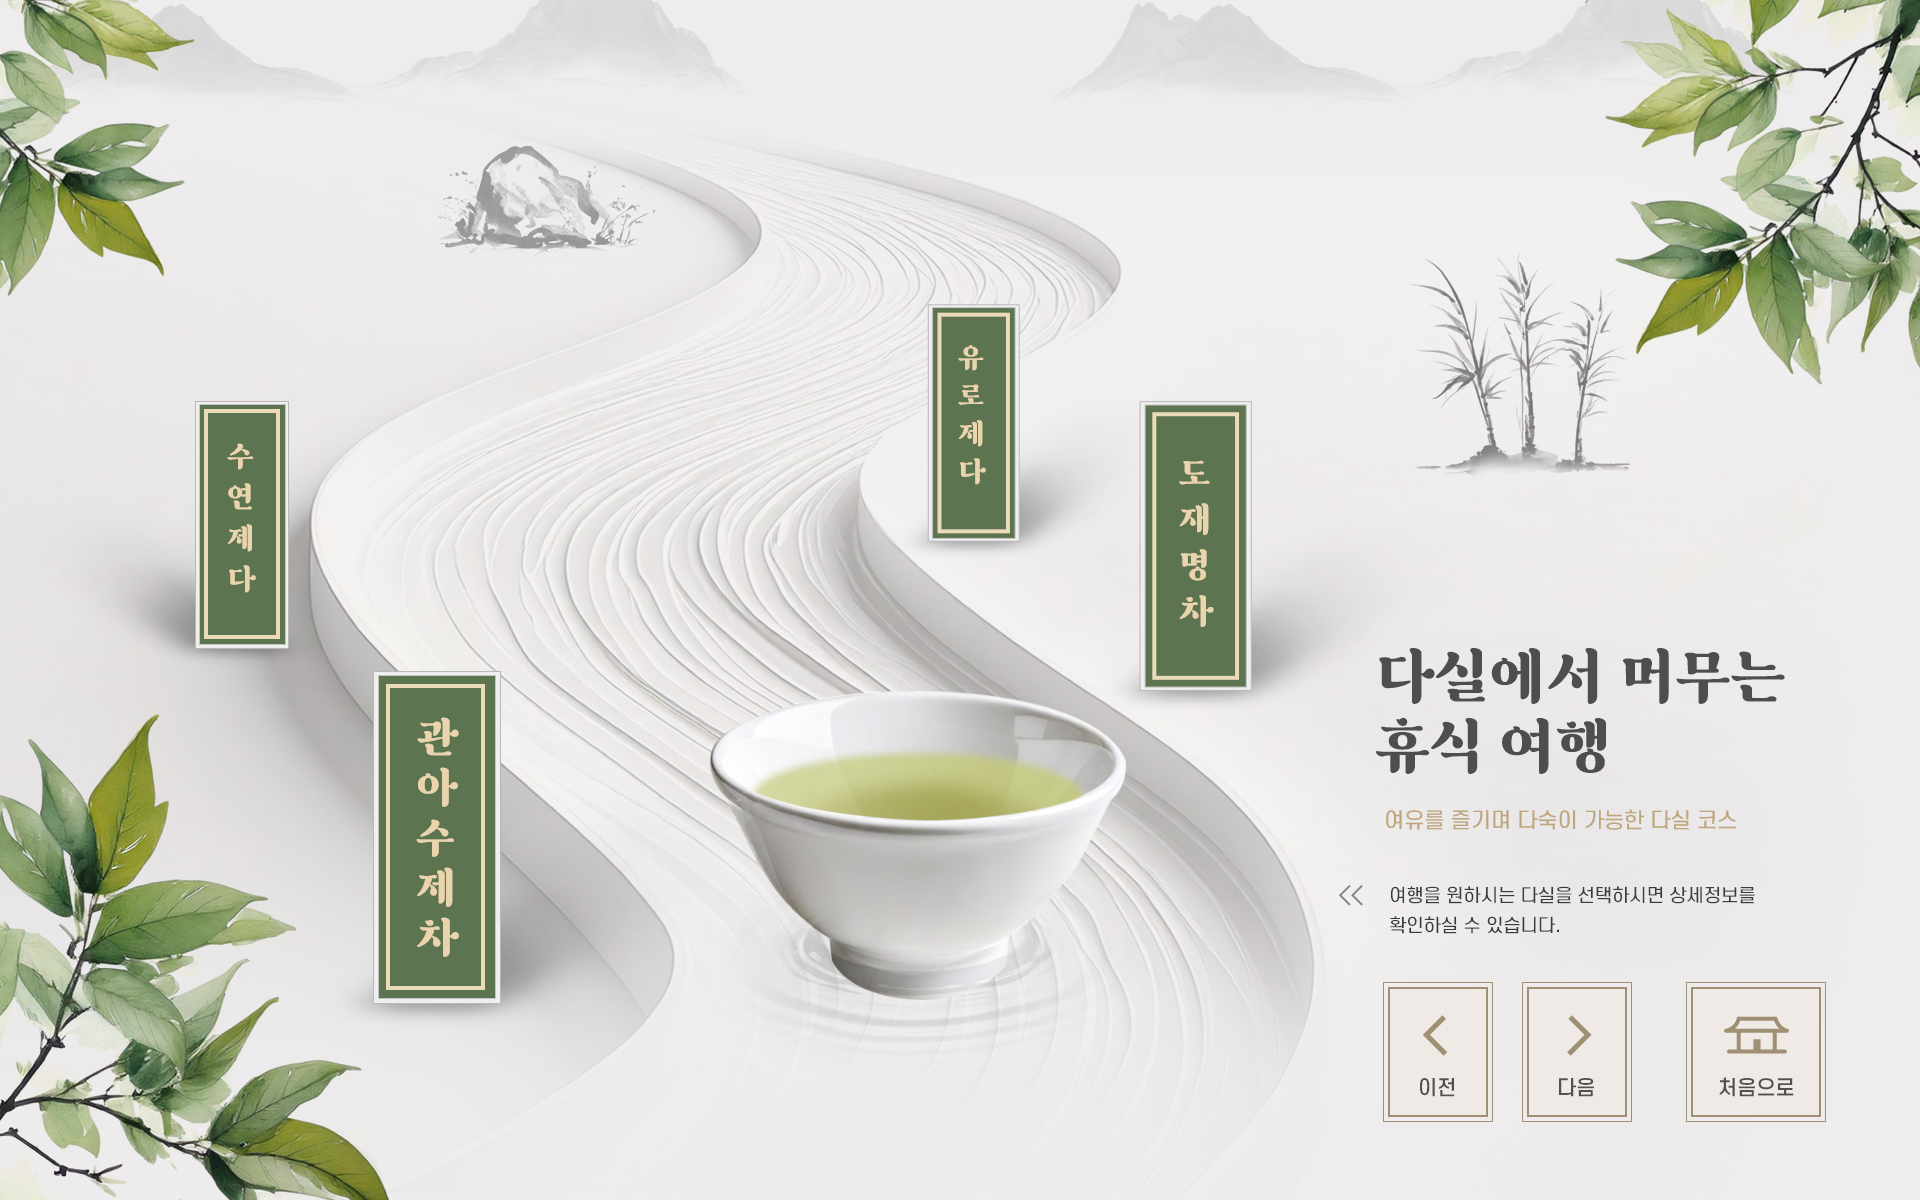 유로제다
수연제다
도재명차
관아수제차
다실에서 머무는
휴식 여행
여유를 즐기며 다숙이 가능한 다실 코스
여행을 원하시는 다실을 선택하시면 상세정보를
확인하실 수 있습니다.
이전
다음
처음으로